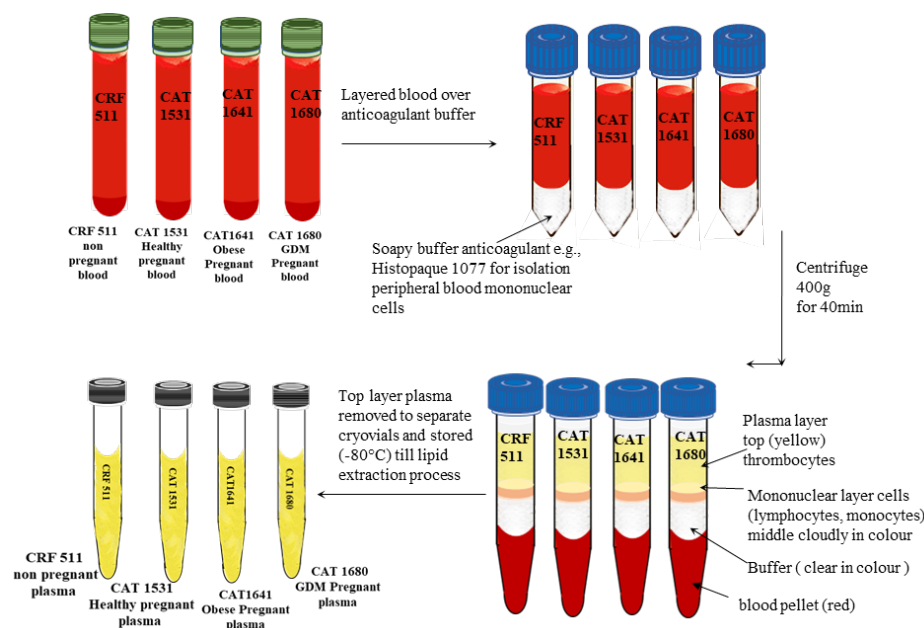 CRF
511
CAT
1531
CAT
1641
CAT
1680
CRF 511
non
pregnant
blood
CAT 1531
Healthy
pregnant
blood
CAT1641
Obese
Pregnant
blood
CAT 1680
GDM
Pregnant
blood
Layered blood over
anticoagulant buffer
CRF
511
CAT
1531
CAT
1641
CAT
1680
Soapy buffer anticoagulant e.g.,
Histopaque 1077 for isolation
peripheral blood mononuclear
cells
Centrifuge
400g
for 40min
CRF
511
CAT
1531
CAT
1641
CAT
1680
Plasma layer
top (yellow)
thrombocytes
Mononuclear layer cells
(lymphocytes, monocytes)
middle cloudly in colour
Buffer ( clear in colour )
blood pellet (red)
Top layer plasma
removed to separate
cryovials and stored
(-80°C) till lipid
extraction process
CRF 511
CAT 1531
CAT1641
CAT 1680
CRF 511
non pregnant
plasma
CAT 1531
Healthy pregnant
plasma
CAT1641
Obese Pregnant
plasma
CAT 1680
GDM Pregnant
plasma